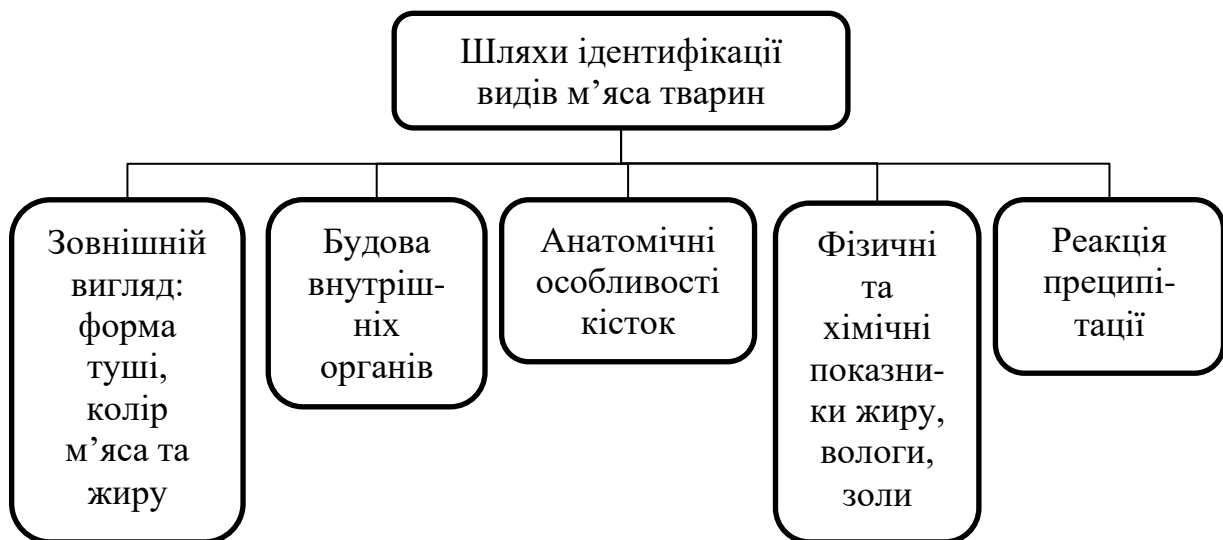 Шляхи ідентифікації
видів м’яса тварин
Зовнішній
вигляд:
форма
туші,
колір
м’яса та
жиру
Будова
внутріш-
ніх
органів
Анатомічні
особливості
кісток
Фізичні
та
хімічні
показни-
ки жиру,
вологи,
золи
Реакція
преципі-
тації